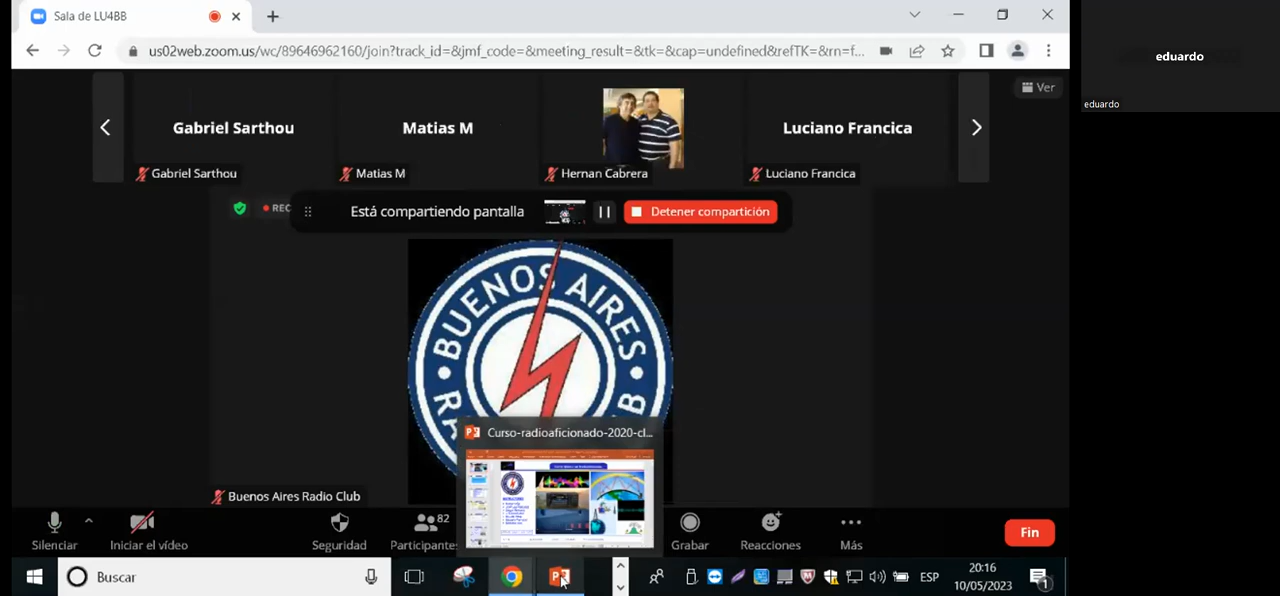 Sala de LU4BB
us02web.zoom.us/wc/89646962160/join?track_id=&jmf_code=&meeting_result=&tk=&cap=undefined&refTK=&rn=f...
eduardo
eduardo
Ver
Gabriel Sarthou
Matias M
Luciano Francica
Gabriel Sarthou
Matias M
Hernan Cabrera
Luciano Francica
REC
Está compartiendo pantalla
Detener compartición
BUENOS AIRES
Curso-radioaficionado-2020-cl...
Buenos Aires Radio Club
82
Silenciar
Iniciar el vídeo
Seguridad
Participante
Grabar
Reacciones
Más
Fin
Buscar
ESP
20:16
10/05/2023
1